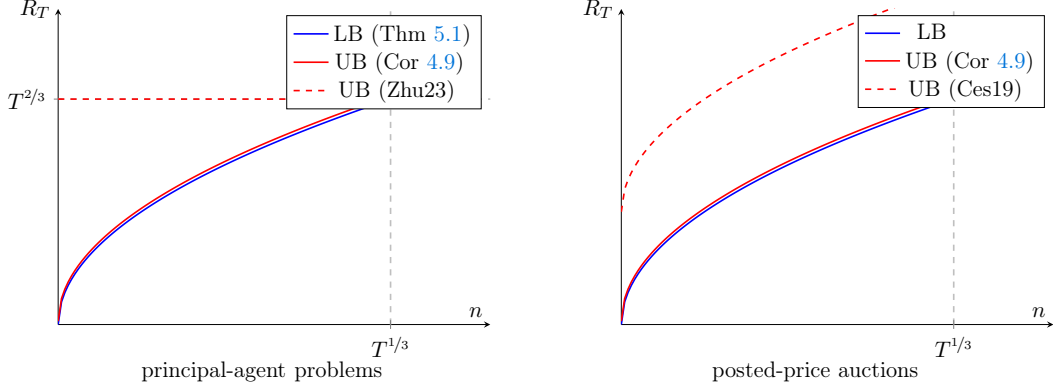 R_T
LB (Thm 5.1)
UB (Cor 4.9)
UB (Zhu23)
T^{2/3}
n
T^{1/3}
principal-agent problems
R_T
LB
UB (Cor 4.9)
UB (Ces19)
n
T^{1/3}
posted-price auctions